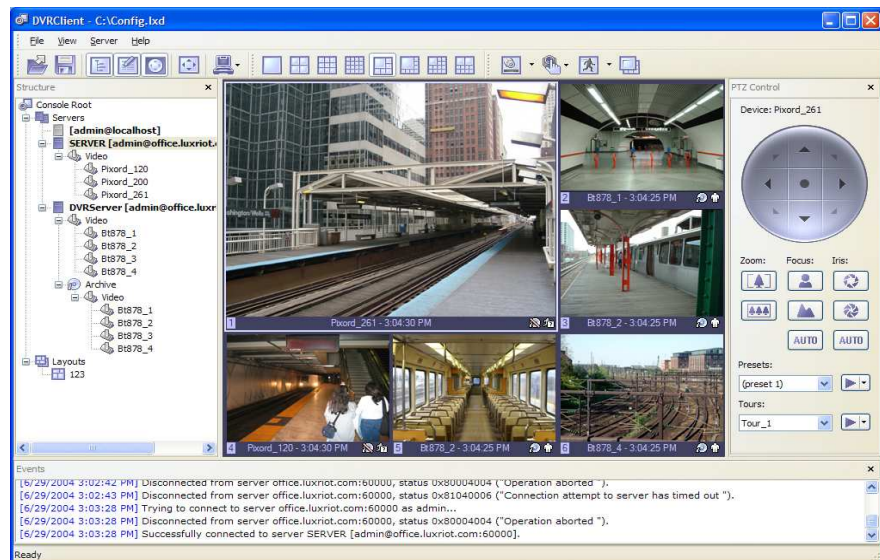 DVRClient - C:\Config.lxd
File View Server Help
Structure
Console Root
Servers
[admin@localhost]
SERVER [admin@office.luxriot.
Video
Pixord_120
Pixord_200
Pixord_261
DVRServer [admin@office.luxr
Video
Bt878_1
Bt878_2
Bt878_3
Bt878_4
Archive
Video
Bt878_1
Bt878_2
Bt878_3
Bt878_4
Layouts
123
1 Pixord_261 - 3:04:30 PM
2 Bt878_1 - 3:04:25 PM
3 Bt878_2 - 3:04:25 PM
4 Pixord_120 - 3:04:30 PM
5 Bt878_2 - 3:04:25 PM
6 Bt878_4 - 3:04:25 PM
PTZ Control
Device: Pixord_261
Zoom: Focus: Iris:
AUTO AUTO
Presets:
(preset 1)
Tours:
Tour_1
Events
[6/29/2004 3:02:42 PM] Disconnected from server office.luxriot.com:60000, status 0x80004004 ("Operation aborted ").
[6/29/2004 3:02:43 PM] Disconnected from server office.luxriot.com:60000, status 0x81040006 ("Connection attempt to server has timed out ").
[6/29/2004 3:03:28 PM] Trying to connect to server office.luxriot.com:60000 as admin...
[6/29/2004 3:03:28 PM] Disconnected from server office.luxriot.com:60000, status 0x80004004 ("Operation aborted ").
[6/29/2004 3:03:28 PM] Successfully connected to server SERVER [admin@office.luxriot.com:60000].
Ready